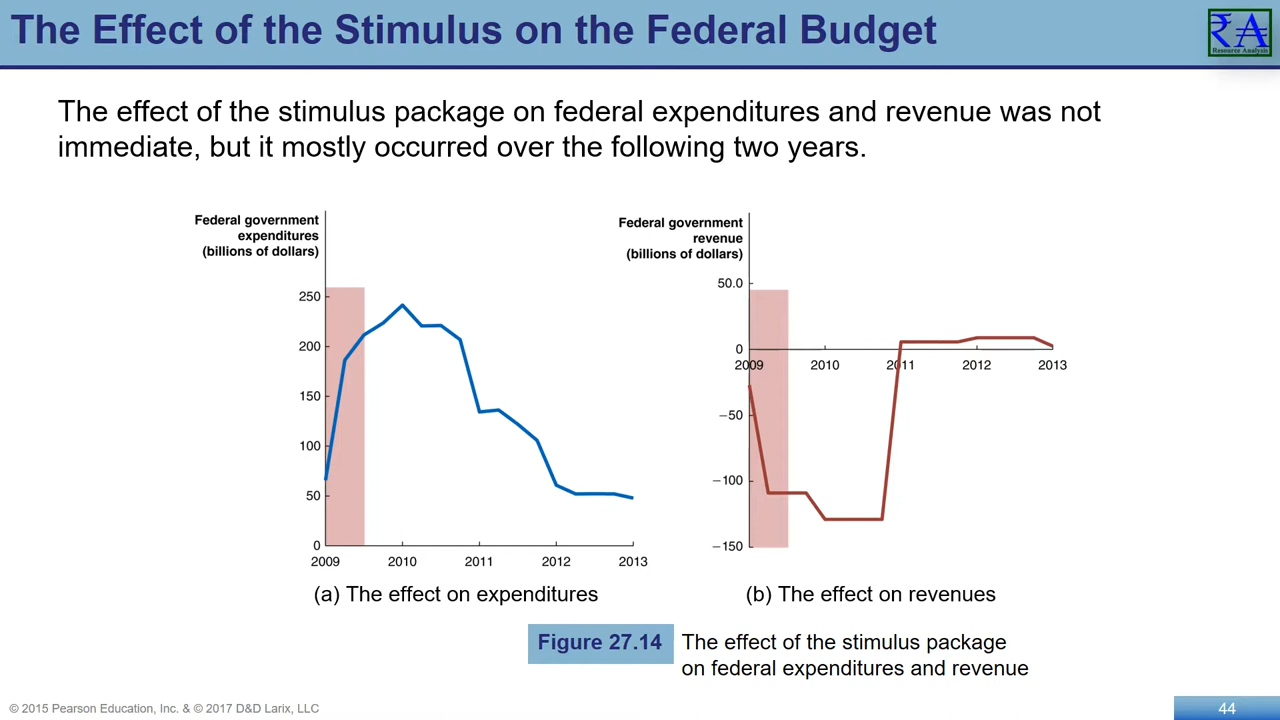 The Effect of the Stimulus on the Federal Budget
₹A
Resource Analysis
The effect of the stimulus package on federal expenditures and revenue was not
immediate, but it mostly occurred over the following two years.
Federal government
expenditures
(billions of dollars)
250
200
150
100
50
0
2009 2010 2011 2012 2013
(a) The effect on expenditures
Federal government
revenue
(billions of dollars)
50.0
0
2009 2010 2011 2012 2013
−50
−100
−150
(b) The effect on revenues
Figure 27.14
The effect of the stimulus package
on federal expenditures and revenue
© 2015 Pearson Education, Inc. & © 2017 D&D Larix, LLC
44